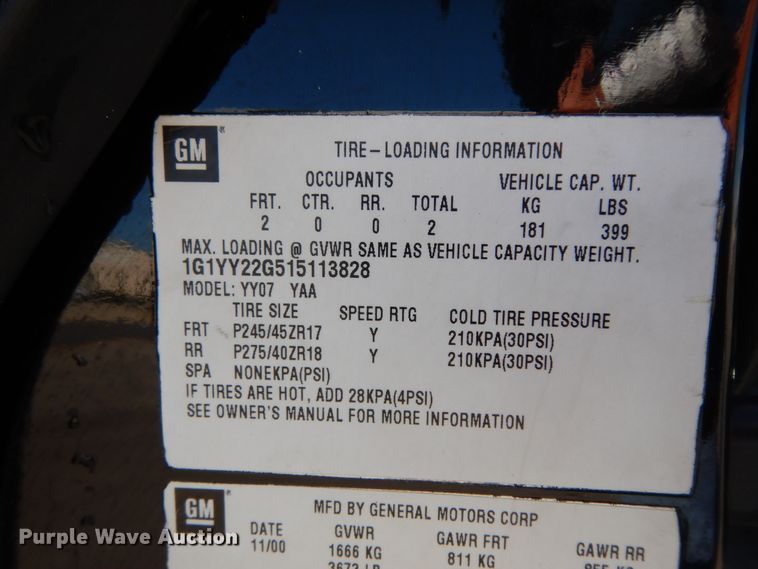 GM
TIRE-LOADING INFORMATION
OCCUPANTS VEHICLE CAP. WT.
FRT. CTR. RR. TOTAL KG LBS
2 0 0 2 181 399
MAX. LOADING @ GVWR SAME AS VEHICLE CAPACITY WEIGHT.
1G1YY22G515113828
MODEL: YY07 YAA
TIRE SIZE SPEED RTG COLD TIRE PRESSURE
FRT P245/45ZR17 Y 210KPA(30PSI)
RR P275/40ZR18 Y 210KPA(30PSI)
SPA NONEKPA(PSI)
IF TIRES ARE HOT, ADD 28KPA(4PSI)
SEE OWNER'S MANUAL FOR MORE INFORMATION
GM
MFD BY GENERAL MOTORS CORP
DATE GVWR GAWR FRT GAWR RR
11/00 1666 KG 811 KG 855 KG
3673 LB
Purple Wave Auction